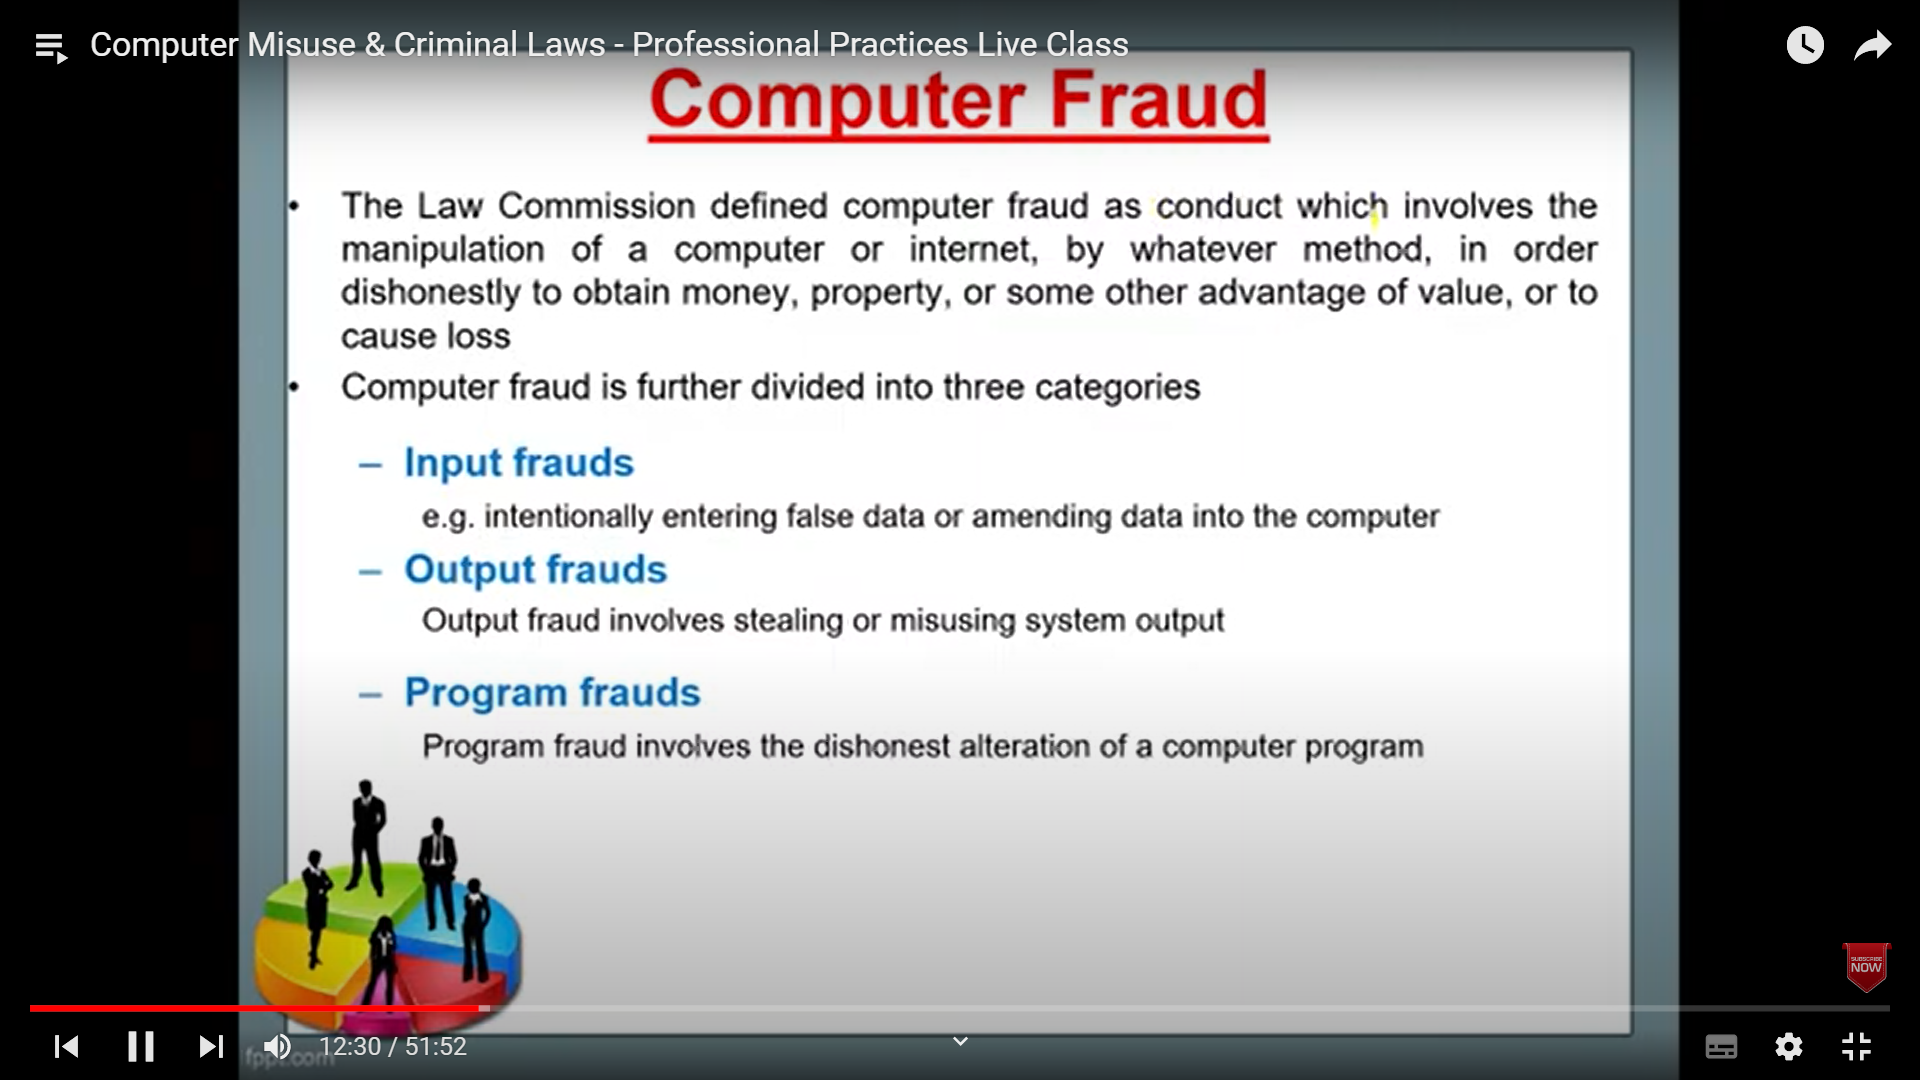 Computer Misuse & Criminal Laws - Professional Practices Live Class
Computer Fraud
• The Law Commission defined computer fraud as conduct which involves the
manipulation of a computer or internet, by whatever method, in order
dishonestly to obtain money, property, or some other advantage of value, or to
cause loss
• Computer fraud is further divided into three categories
– Input frauds
e.g. intentionally entering false data or amending data into the computer
– Output frauds
Output fraud involves stealing or misusing system output
– Program frauds
Program fraud involves the dishonest alteration of a computer program
SUBSCRIBE
NOW
12:30 / 51:52